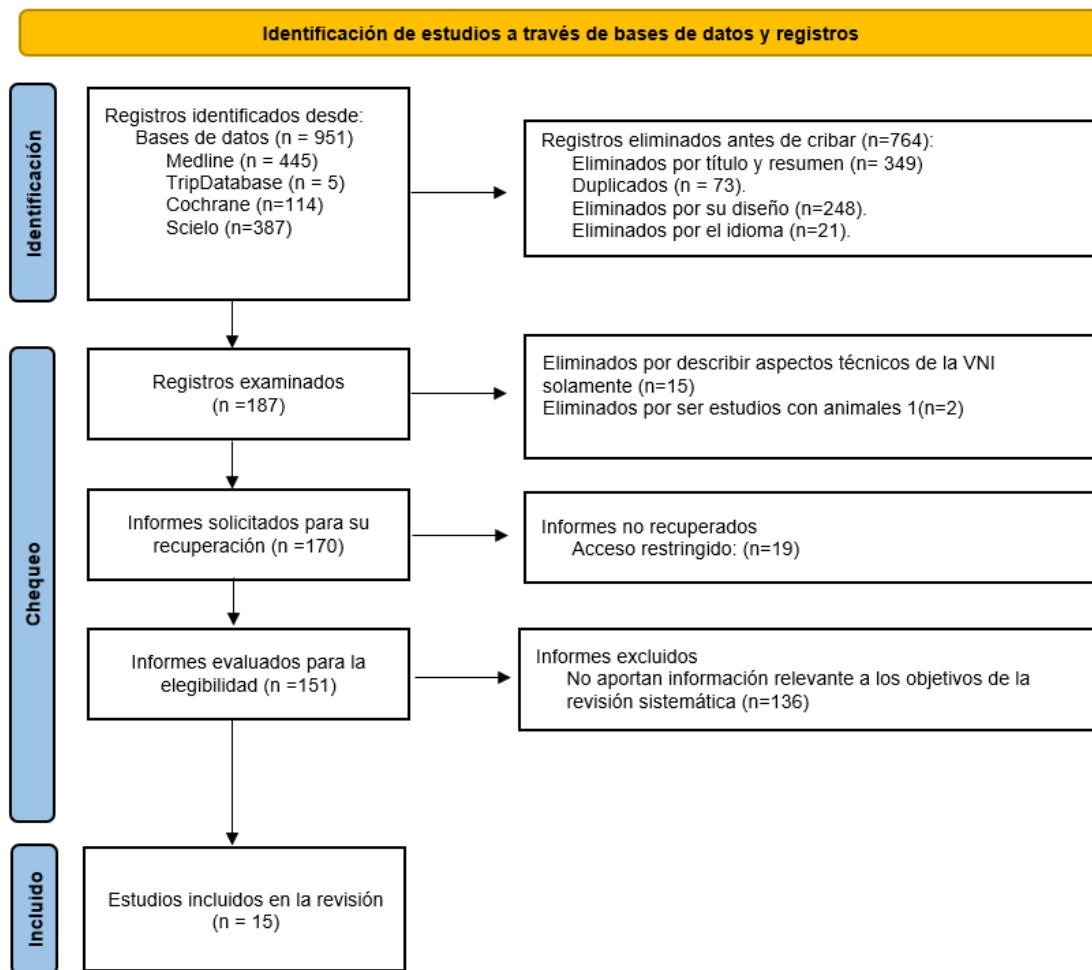 Identificación de estudios a través de bases de datos y registros
Identificación
Registros identificados desde:
Bases de datos (n = 951)
Medline (n = 445)
TripDatabase (n = 5)
Cochrane (n=114)
Scielo (n=387)
Registros eliminados antes de cribar (n=764):
Eliminados por título y resumen (n= 349)
Duplicados (n = 73).
Eliminados por su diseño (n=248).
Eliminados por el idioma (n=21).
Chequeo
Registros examinados
(n =187)
Eliminados por describir aspectos técnicos de la VNI
solamente (n=15)
Eliminados por ser estudios con animales 1(n=2)
Informes solicitados para su
recuperación (n =170)
Informes no recuperados
Acceso restringido: (n=19)
Informes evaluados para la
elegibilidad (n =151)
Informes excluidos
No aportan información relevante a los objetivos de la
revisión sistemática (n=136)
Incluido
Estudios incluidos en la revisión
(n = 15)